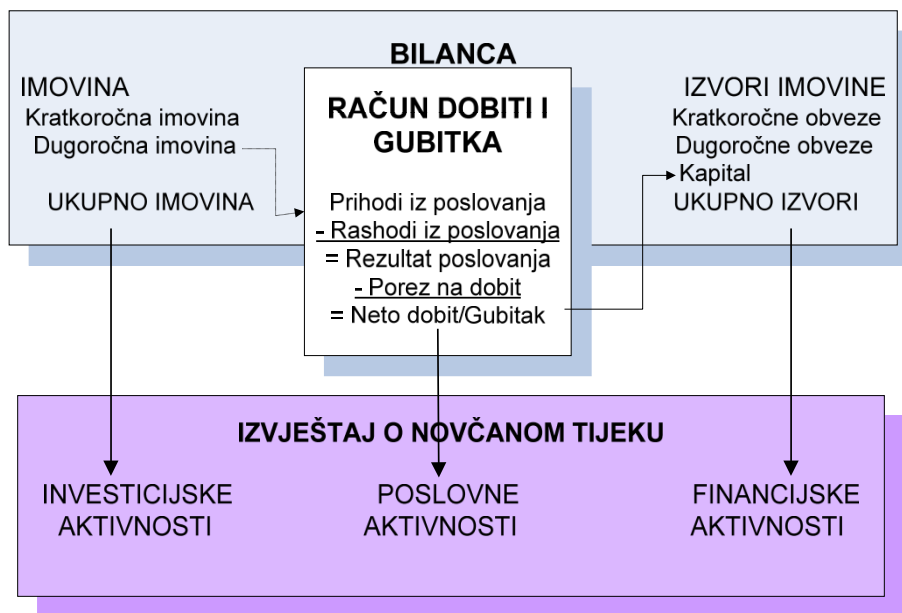 BILANCA
IMOVINA
Kratkoročna imovina
Dugoročna imovina
UKUPNO IMOVINA
RAČUN DOBITI I
GUBITKA
Prihodi iz poslovanja
- Rashodi iz poslovanja
= Rezultat poslovanja
- Porez na dobit
= Neto dobit/Gubitak
IZVORI IMOVINE
Kratkoročne obveze
Dugoročne obveze
Kapital
UKUPNO IZVORI
IZVJEŠTAJ O NOVČANOM TIJEKU
INVESTICIJSKE
AKTIVNOSTI
POSLOVNE
AKTIVNOSTI
FINANCIJSKE
AKTIVNOSTI